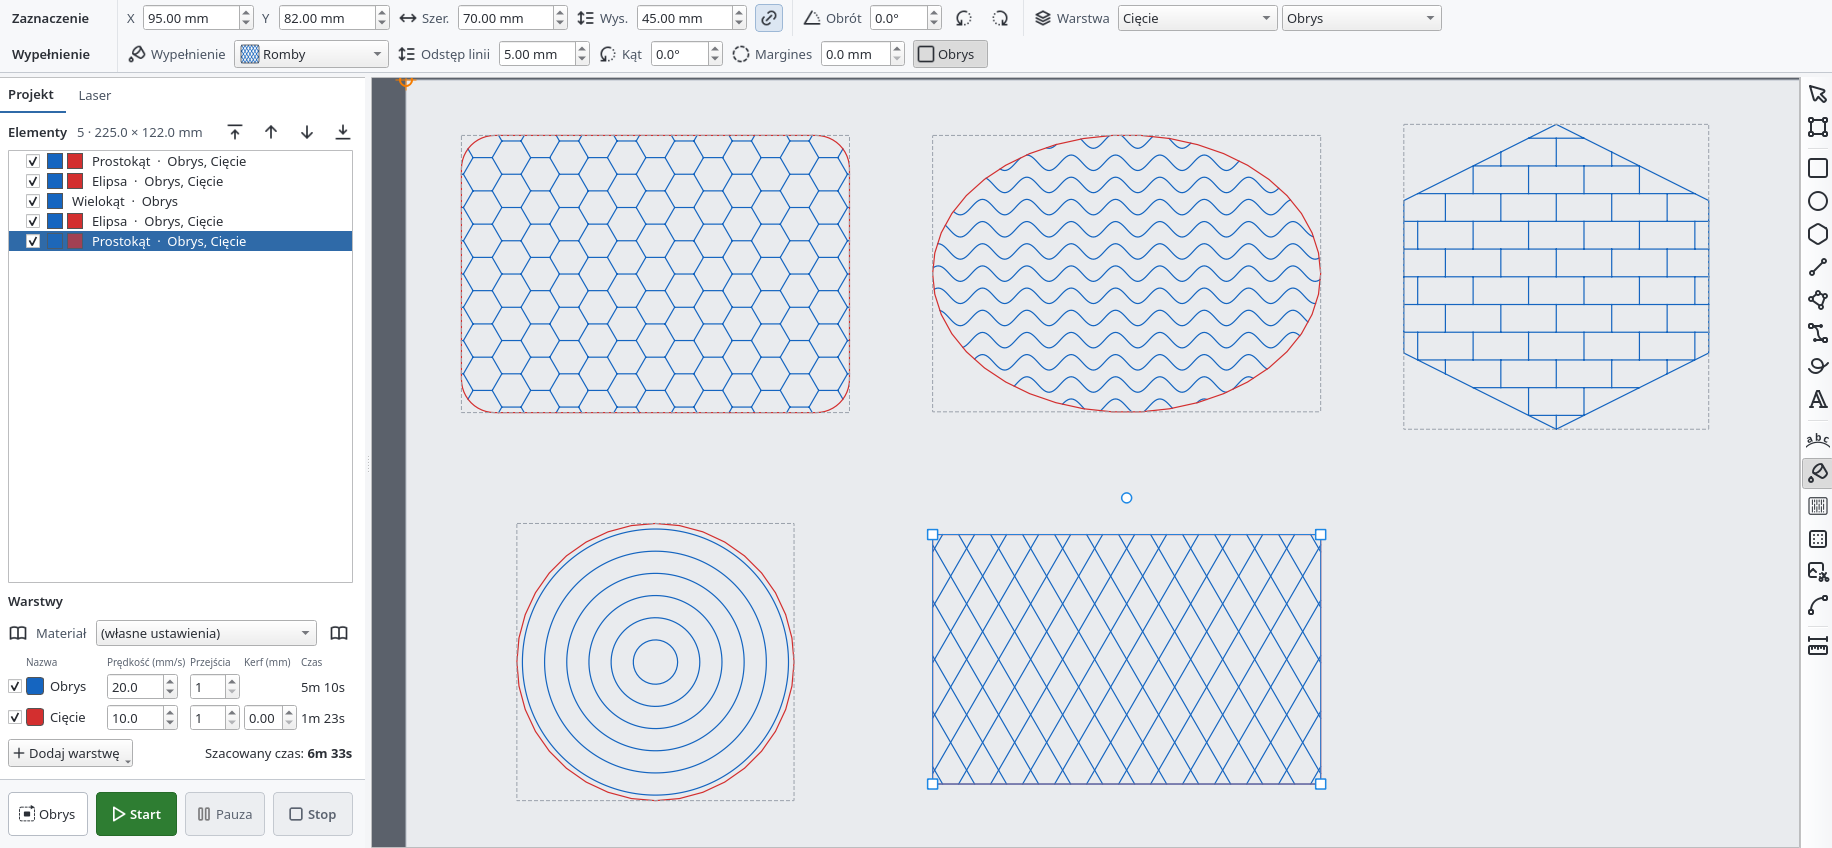 Zaznaczenie X 95.00 mm Y 82.00 mm Szer. 70.00 mm Wys. 45.00 mm Obrót 0.0° Warstwa Cięcie Obrys
Wypełnienie Wypełnienie Romby Odstęp linii 5.00 mm Kąt 0.0° Margines 0.0 mm Obrys
Projekt Laser
Elementy 5 · 225.0 × 122.0 mm
Prostokąt · Obrys, Cięcie
Elipsa · Obrys, Cięcie
Wielokąt · Obrys
Elipsa · Obrys, Cięcie
Prostokąt · Obrys, Cięcie
Warstwy
Materiał (własne ustawienia)
Nazwa Prędkość (mm/s) Przejścia Kerf (mm) Czas
Obrys 20.0 1 5m 10s
Cięcie 10.0 1 0.00 1m 23s
Dodaj warstwę Szacowany czas: 6m 33s
Obrys Start Pauza Stop
A
abc